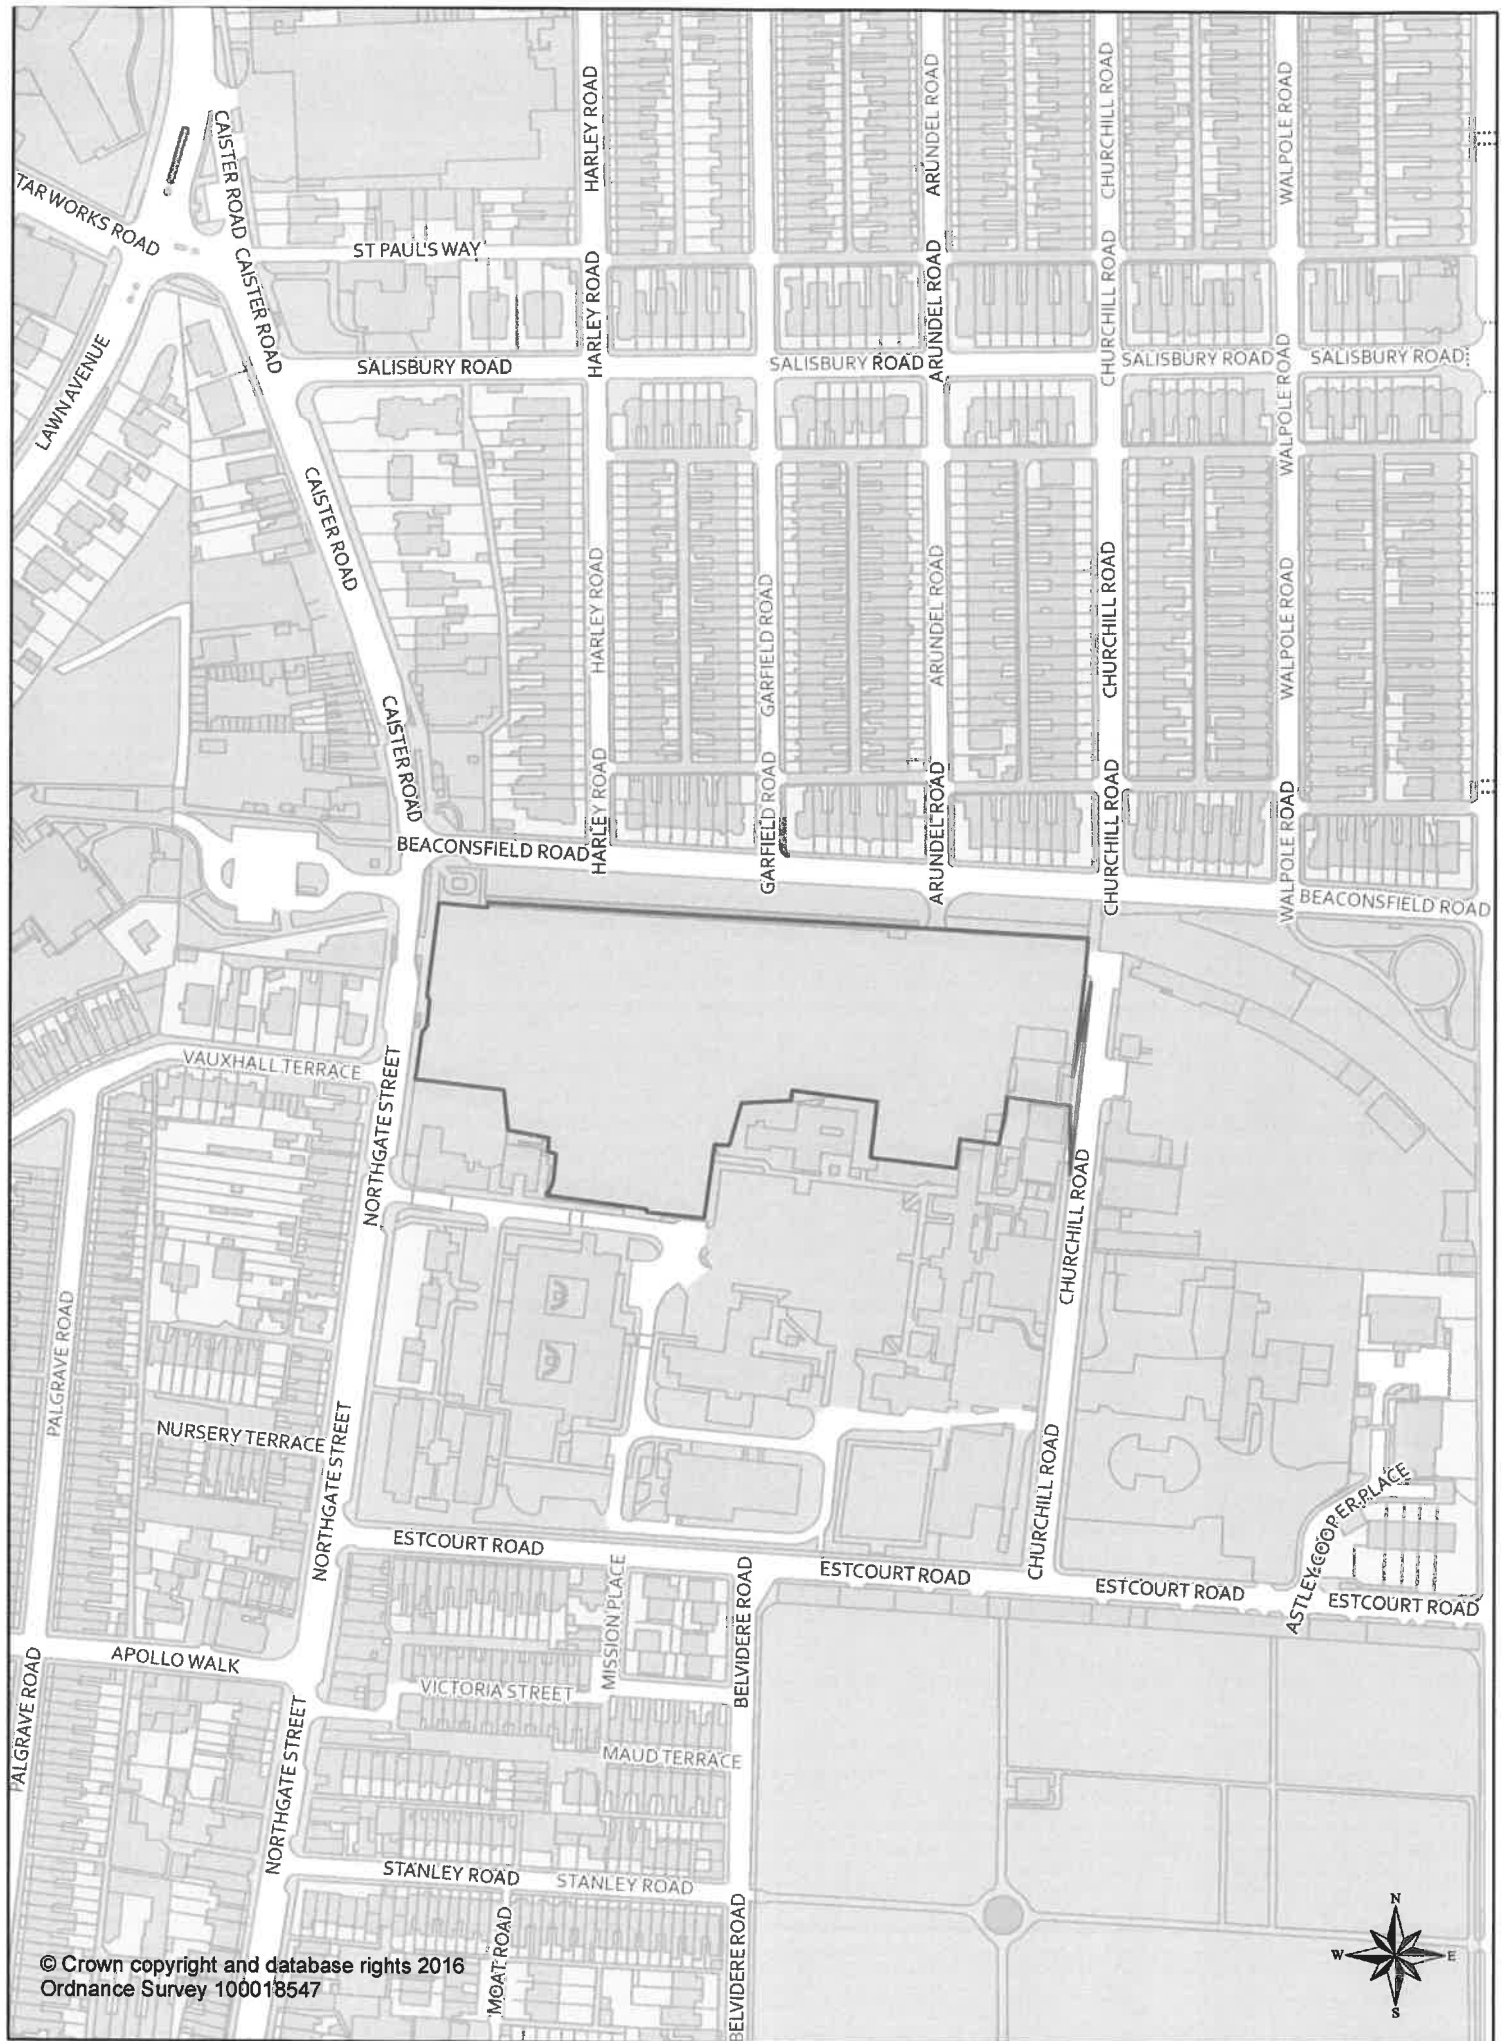 HARLEY ROAD
ARUNDEL ROAD
CHURCHILL ROAD
WALPOLE ROAD
CAISTER ROAD
TAR WORKS ROAD
ST PAUL'S WAY
CAISTER ROAD
HARLEY ROAD
ARUNDEL ROAD
CHURCHILL ROAD
LAWN AVENUE
SALISBURY ROAD
SALISBURY ROAD
SALISBURY ROAD
SALISBURY ROAD
WALPOLE ROAD
CAISTER ROAD
HARLEY ROAD
GARFIELD ROAD
ARUNDEL ROAD
CHURCHILL ROAD
WALPOLE ROAD
CAISTER ROAD
HARLEY ROAD
GARFIELD ROAD
ARUNDEL ROAD
CHURCHILL ROAD
WALPOLE ROAD
BEACONSFIELD ROAD
BEACONSFIELD ROAD
VAUXHALL TERRACE
NORTHGATE STREET
CHURCHILL ROAD
PALGRAVE ROAD
NURSERY TERRACE
NORTHGATE STREET
CHURCHILL ROAD
ASTLEY COOPER PLACE
ESTCOURT ROAD
ESTCOURT ROAD
ESTCOURT ROAD
ESTCOURT ROAD
MISSION PLACE
BELVIDERE ROAD
APOLLO WALK
PALGRAVE ROAD
VICTORIA STREET
NORTHGATE STREET
MAUD TERRACE
STANLEY ROAD
STANLEY ROAD
MOAT ROAD
BELVIDERE ROAD
N
W
E
S
© Crown copyright and database rights 2016
Ordnance Survey 100018547